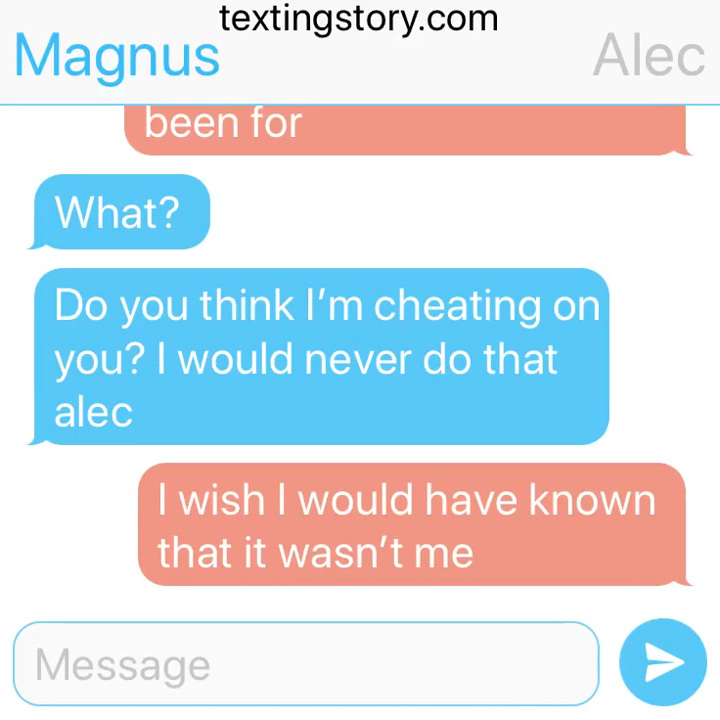 textingstory.com
Magnus
Alec
been for
What?
Do you think I’m cheating on
you? I would never do that
alec
I wish I would have known
that it wasn’t me
Message